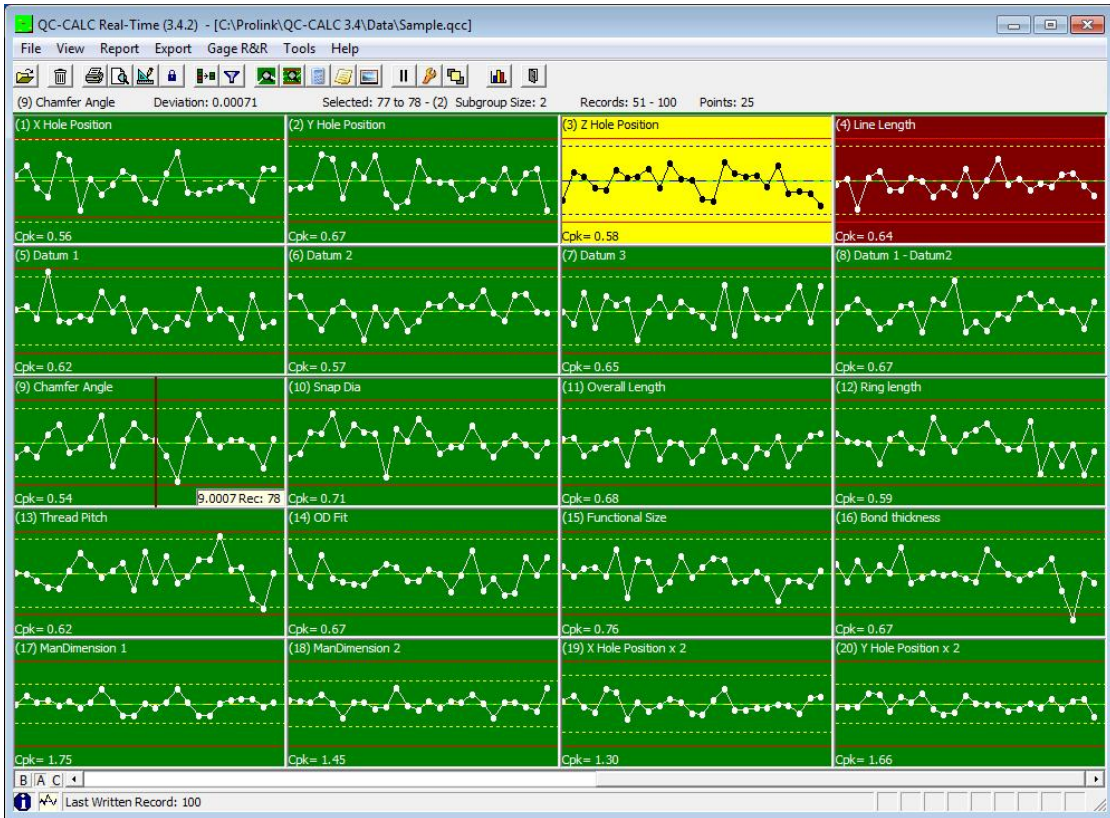 QC-CALC Real-Time (3.4.2) - [C:\Prolink\QC-CALC 3.4\Data\Sample.qcc]
File View Report Export Gage R&R Tools Help
(9) Chamfer Angle Deviation: 0.00071 Selected: 77 to 78 - (2) Subgroup Size: 2 Records: 51 - 100 Points: 25
(1) X Hole Position (2) Y Hole Position (3) Z Hole Position (4) Line Length
Cpk= 0.56 Cpk= 0.67 Cpk= 0.58 Cpk= 0.64
(5) Datum 1 (6) Datum 2 (7) Datum 3 (8) Datum 1 - Datum2
Cpk= 0.62 Cpk= 0.57 Cpk= 0.65 Cpk= 0.67
(9) Chamfer Angle (10) Snap Dia (11) Overall Length (12) Ring length
Cpk= 0.54 9.0007 Rec: 78 Cpk= 0.71 Cpk= 0.68 Cpk= 0.59
(13) Thread Pitch (14) OD Fit (15) Functional Size (16) Bond thickness
Cpk= 0.62 Cpk= 0.67 Cpk= 0.76 Cpk= 0.67
(17) ManDimension 1 (18) ManDimension 2 (19) X Hole Position x 2 (20) Y Hole Position x 2
Cpk= 1.75 Cpk= 1.45 Cpk= 1.30 Cpk= 1.66
B A C
Last Written Record: 100